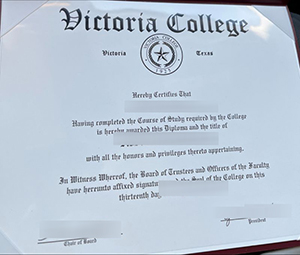 Victoria College
Victoria Texas
VICTORIA COLLEGE
1925
Hereby Certifies That
Having completed the Course of Study required by the College
is hereby awarded this Diploma and the title of
with all the honors and privileges thereto appertaining.
In Witness Whereof, the Board of Trustees and Officers of the Faculty
have hereunto affixed the Seal of the College on this
thirteenth
Chair of Board
President